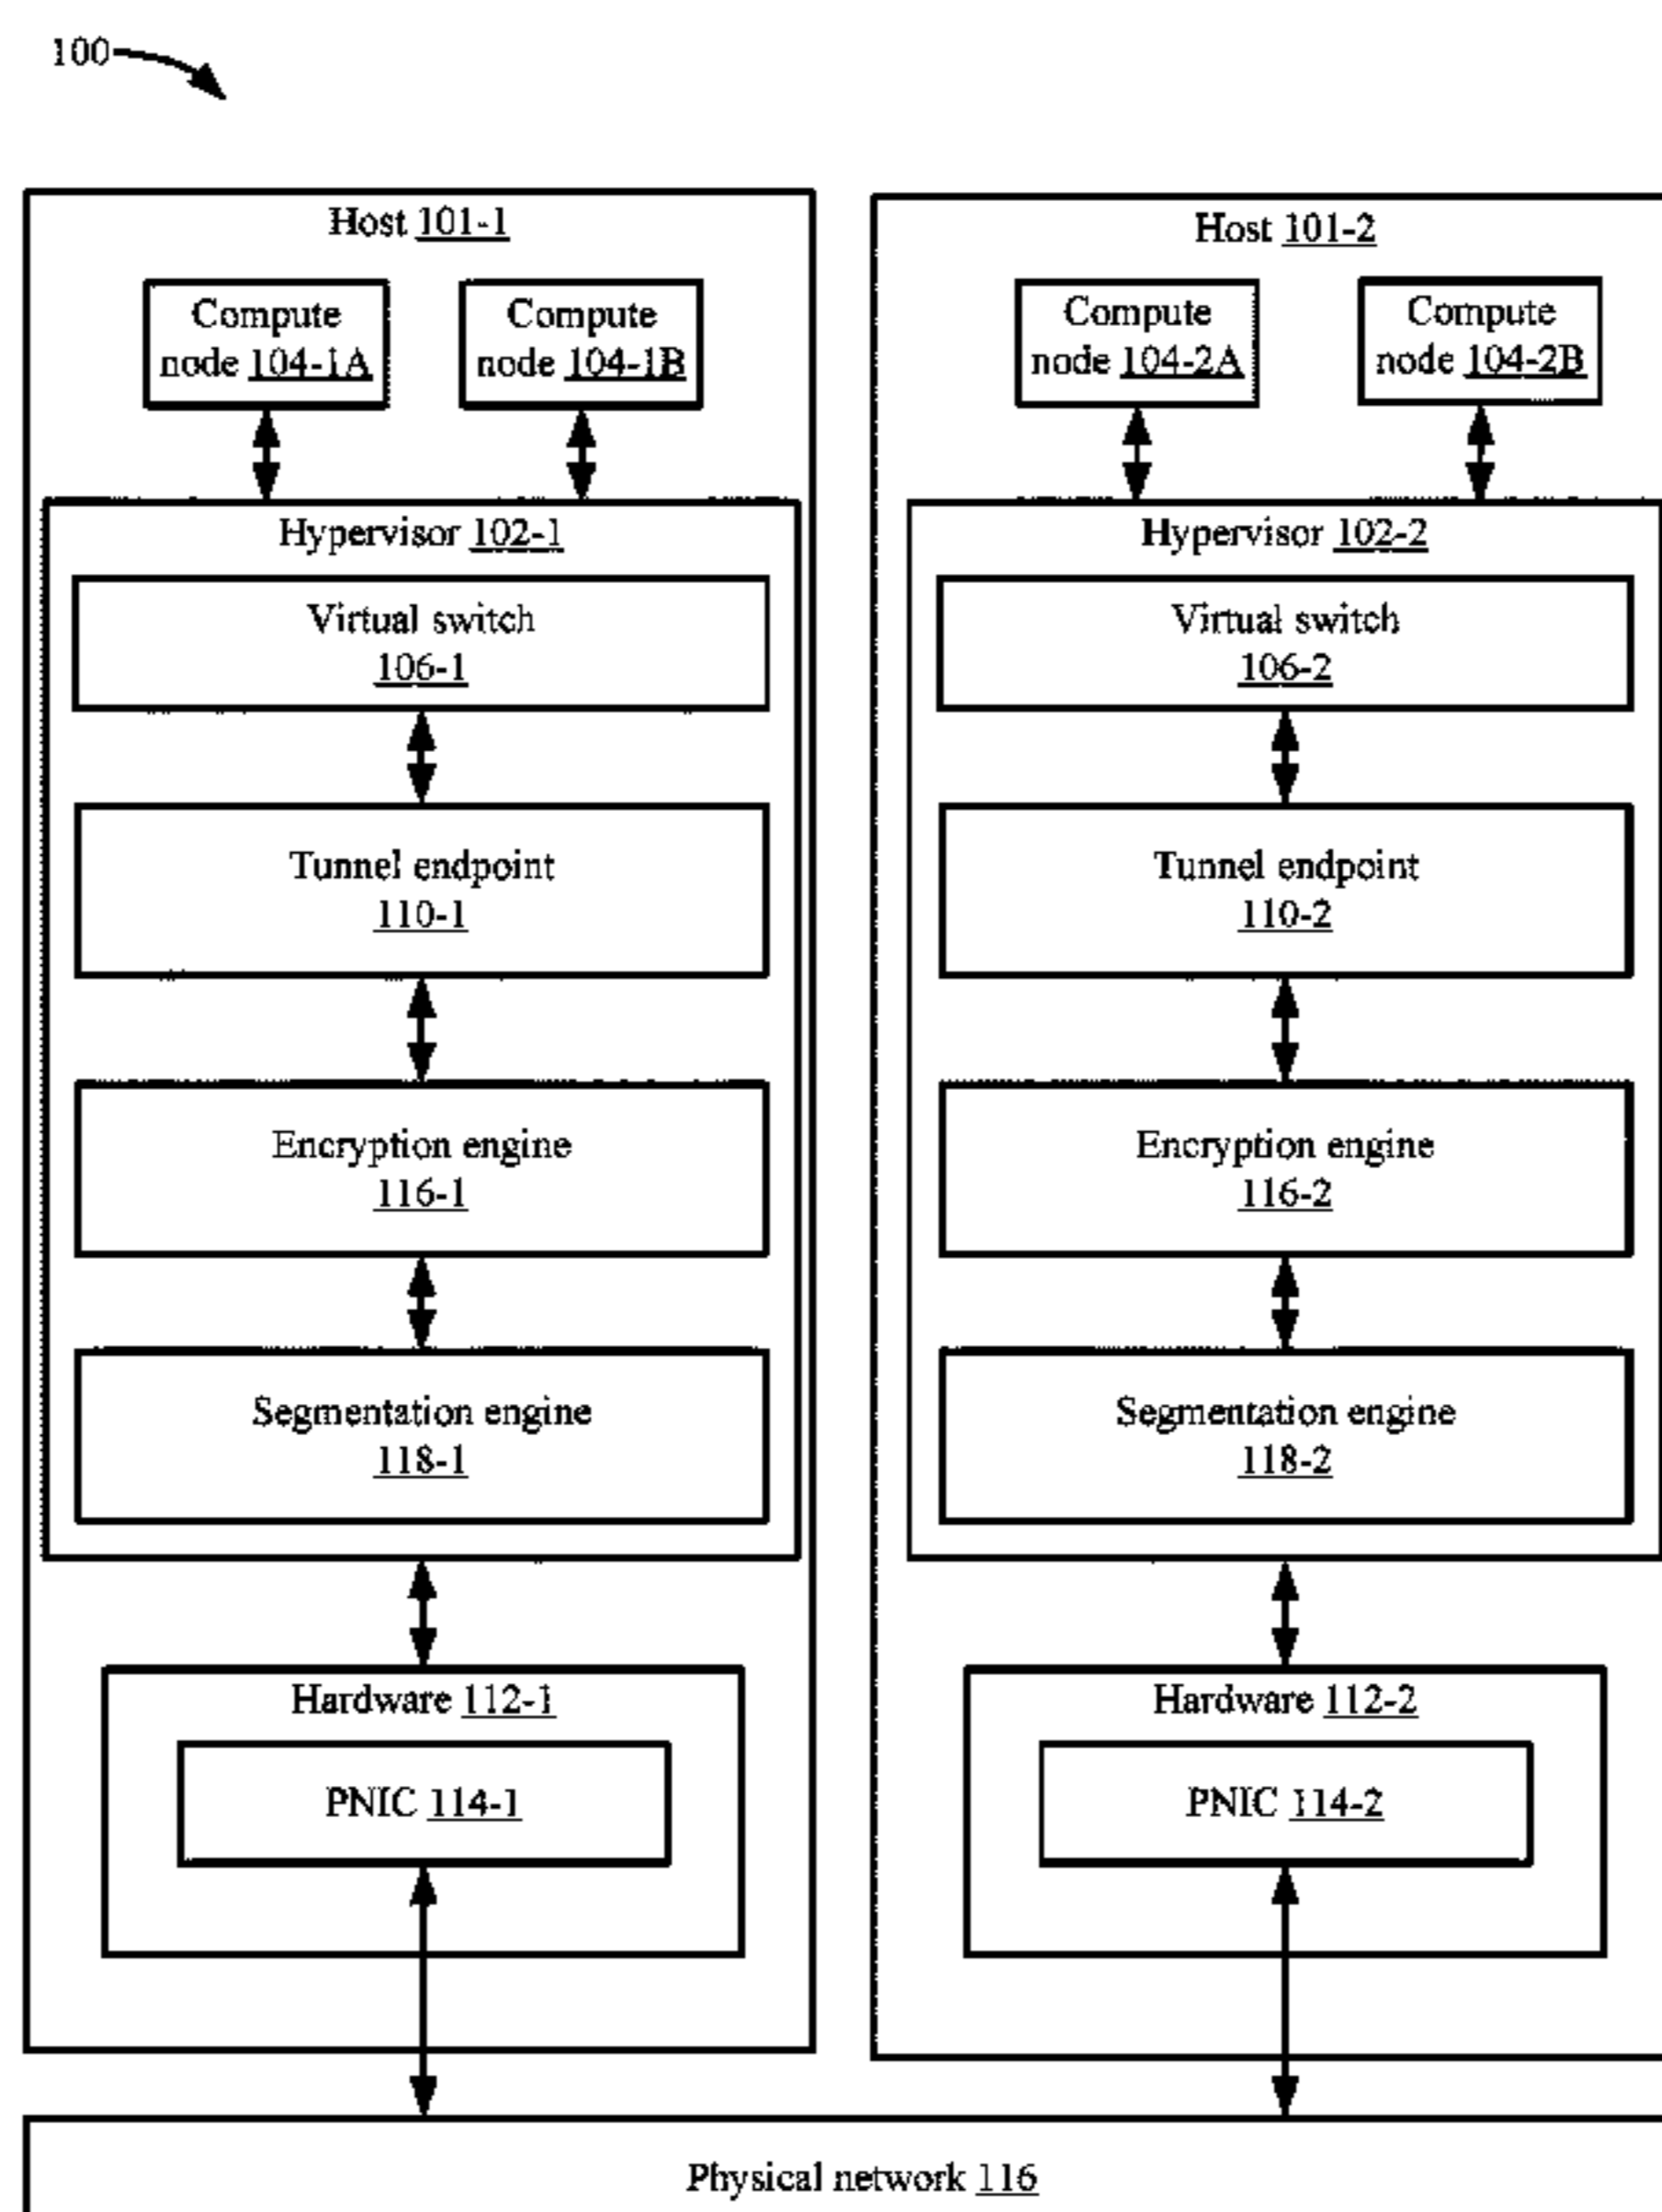 100
Host 101-1
Compute
node 104-1A
Compute
node 104-1B
Hypervisor 102-1
Virtual switch
106-1
Tunnel endpoint
110-1
Encryption engine
116-1
Segmentation engine
118-1
Hardware 112-1
PNIC 114-1
Host 101-2
Compute
node 104-2A
Compute
node 104-2B
Hypervisor 102-2
Virtual switch
106-2
Tunnel endpoint
110-2
Encryption engine
116-2
Segmentation engine
118-2
Hardware 112-2
PNIC 114-2
Physical network 116